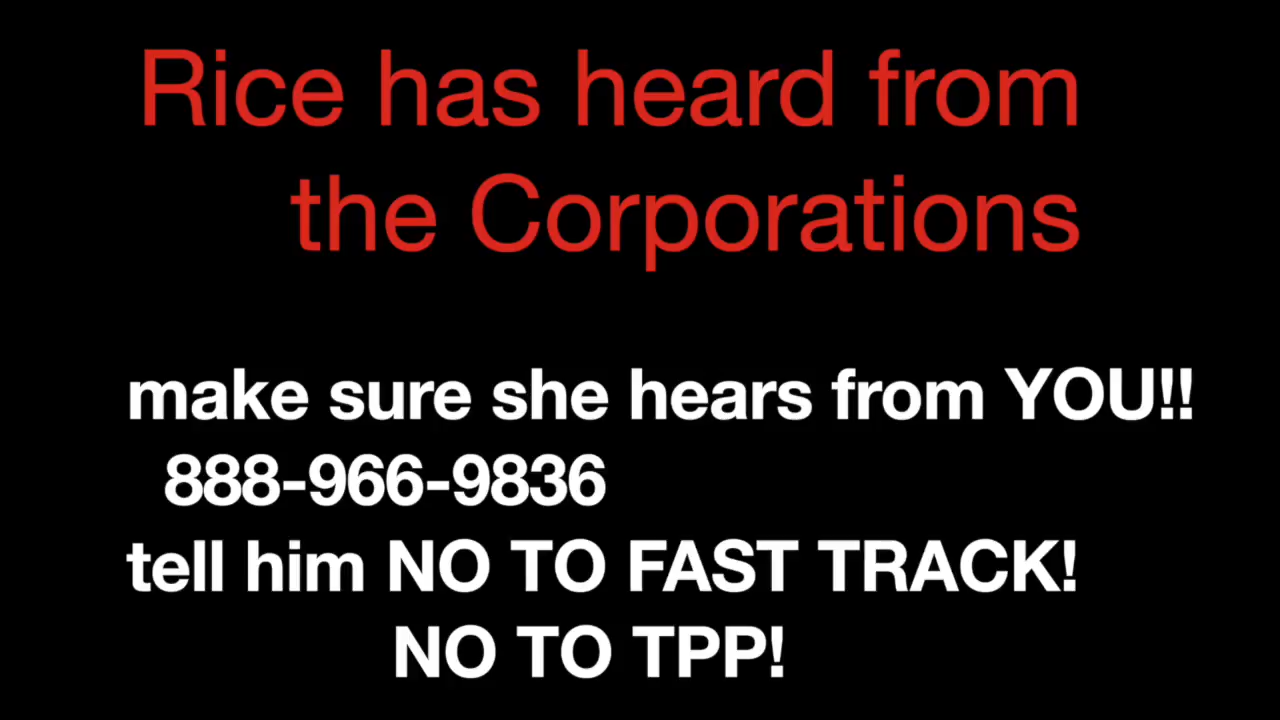 Rice has heard from
the Corporations
make sure she hears from YOU!!
888-966-9836
tell him NO TO FAST TRACK!
NO TO TPP!